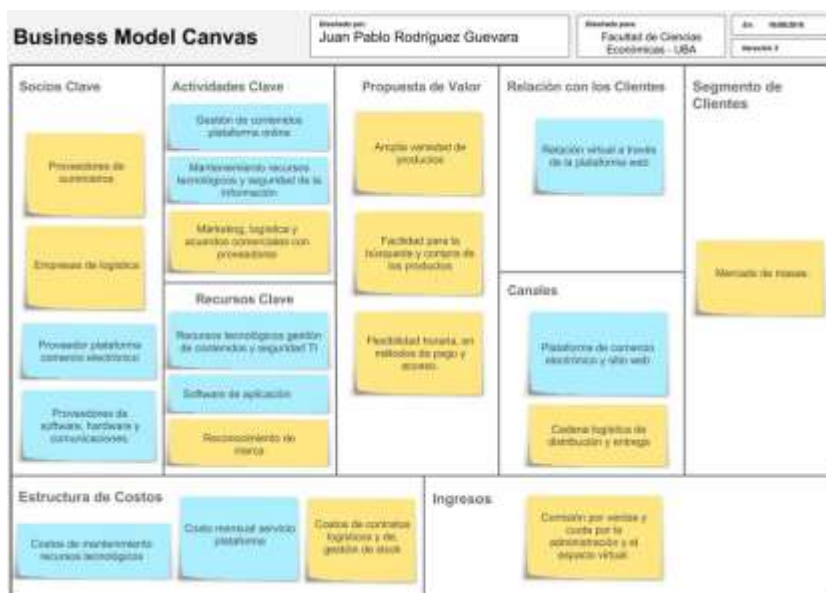 Business Model Canvas
Diseñado por:
Juan Pablo Rodríguez Guevara
Diseñado para:
Facultad de Ciencias
Económicas - UBA
En:
Versión:
Socios Clave
Proveedores de
suministros
Empresas de logística
Proveedor plataforma
comercio electrónico
Proveedores de
software, hardware y
comunicaciones.
Actividades Clave
Gestión de contenidos
plataforma online
Mantenimiento recursos
tecnológicos y seguridad de la
información
Márketing, logística y
acuerdos comerciales con
proveedores
Recursos Clave
Recursos tecnológicos gestión
de contenidos y seguridad TI
Software de aplicación
Reconocimiento de
marca
Propuesta de Valor
Amplia variedad de
productos
Facilidad para la
búsqueda y compra de
los productos
Flexibilidad horaria, en
métodos de pago y
acceso.
Relación con los Clientes
Relación virtual a través
de la plataforma web
Canales
Plataforma de comercio
electrónico y sitio web
Cadena logística de
distribución y entrega
Segmento de
Clientes
Mercado de masas
Estructura de Costos
Costos de mantenimiento
recursos tecnológicos
Costo mensual servicio
plataforma
Costos de contratos
logísticos y de
gestión de stock
Ingresos
Comisión por ventas y
cuota por la
administración y el
espacio virtual.